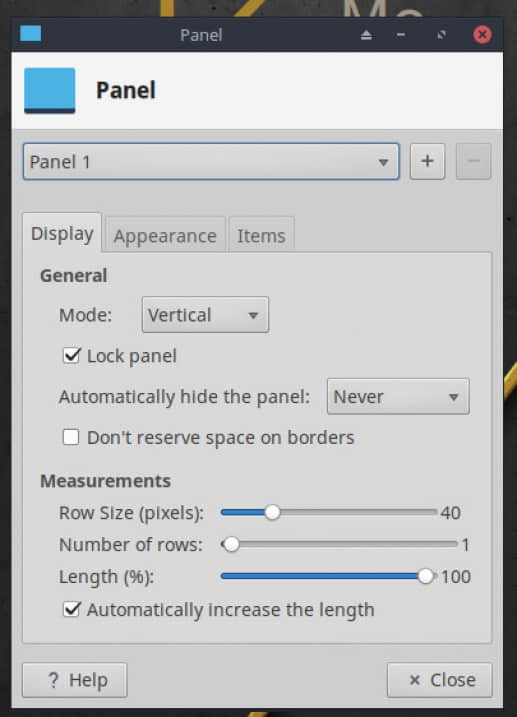 Panel
Panel
Panel 1
Display Appearance Items
General
Mode: Vertical
Lock panel
Automatically hide the panel: Never
Don't reserve space on borders
Measurements
Row Size (pixels): 40
Number of rows: 1
Length (%): 100
Automatically increase the length
? Help × Close